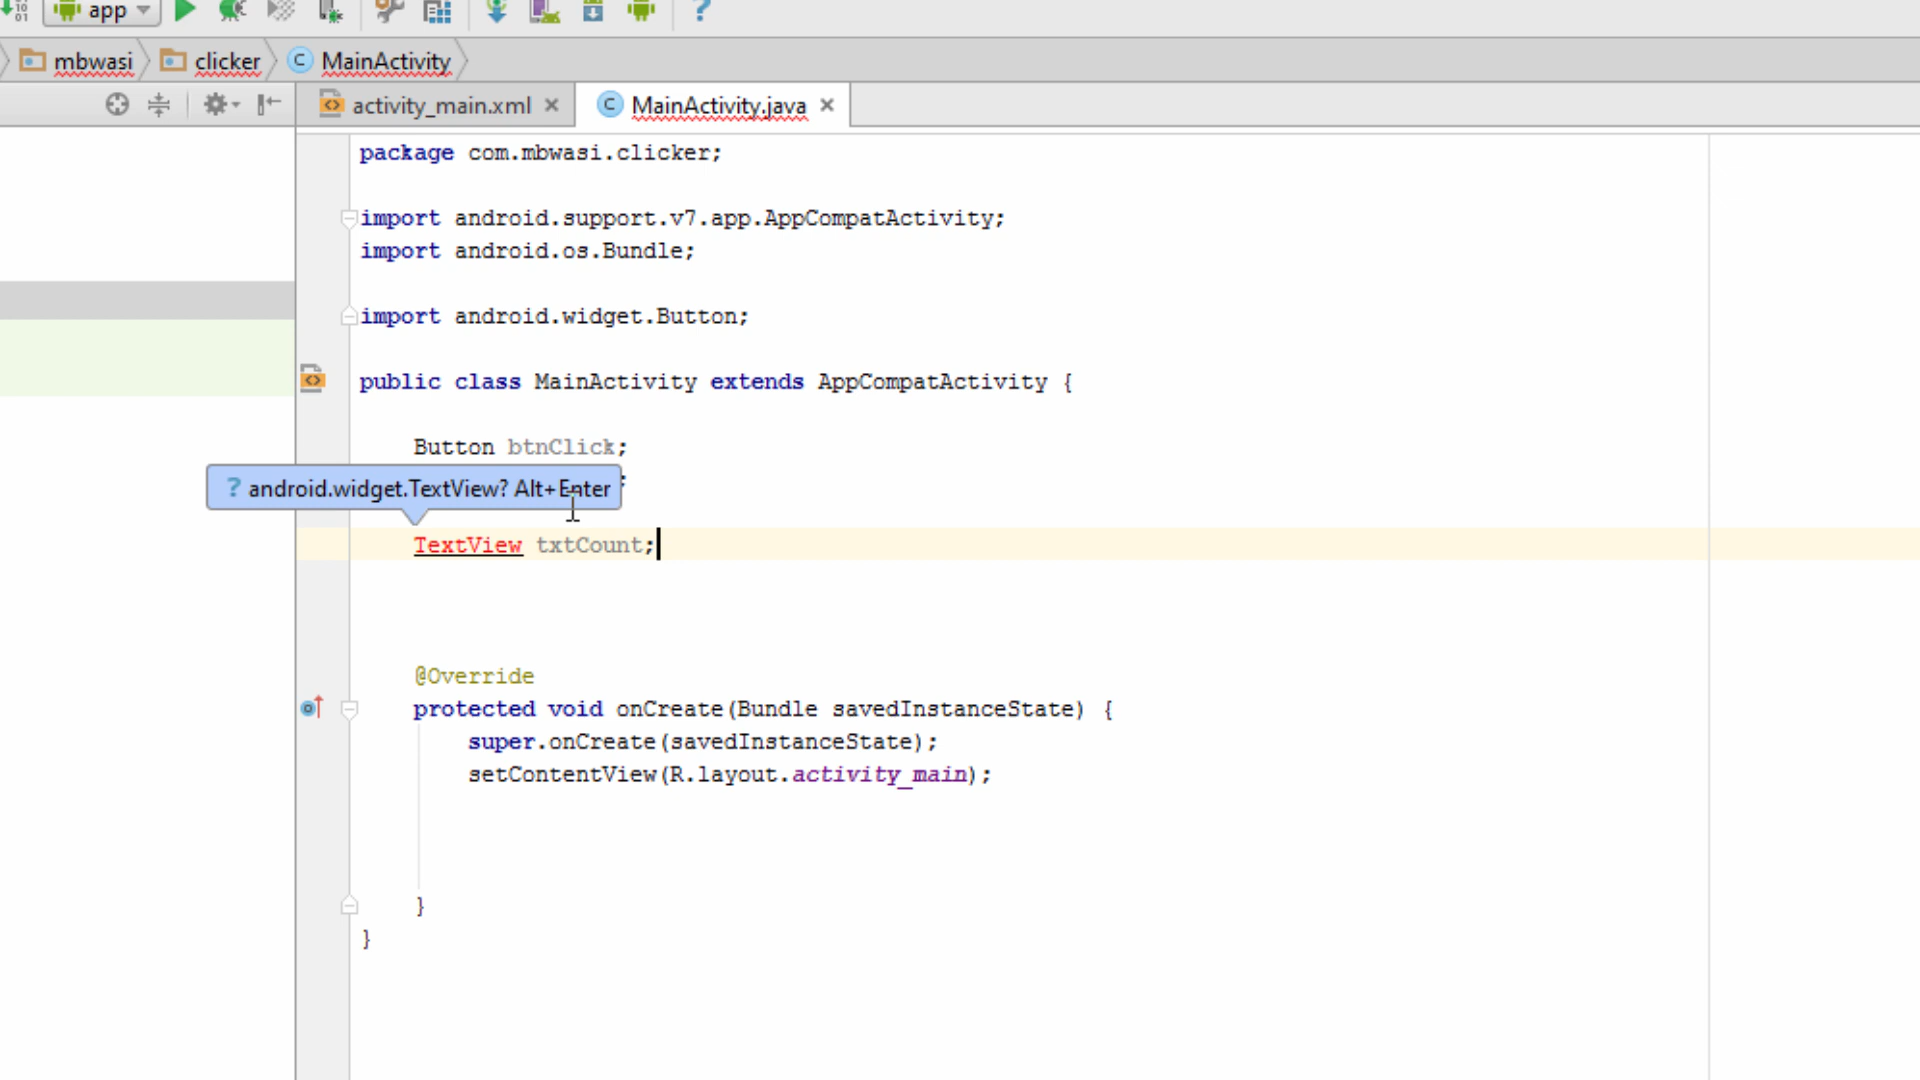 app
?
mbwasi clicker MainActivity
activity_main.xml MainActivity.java
package com.mbwasi.clicker;
import android.support.v7.app.AppCompatActivity;
import android.os.Bundle;
import android.widget.Button;
public class MainActivity extends AppCompatActivity {
Button btnClick;
? android.widget.TextView? Alt+Enter ;
TextView txtCount;
@Override
protected void onCreate(Bundle savedInstanceState) {
super.onCreate(savedInstanceState);
setContentView(R.layout.activity_main);
}
}